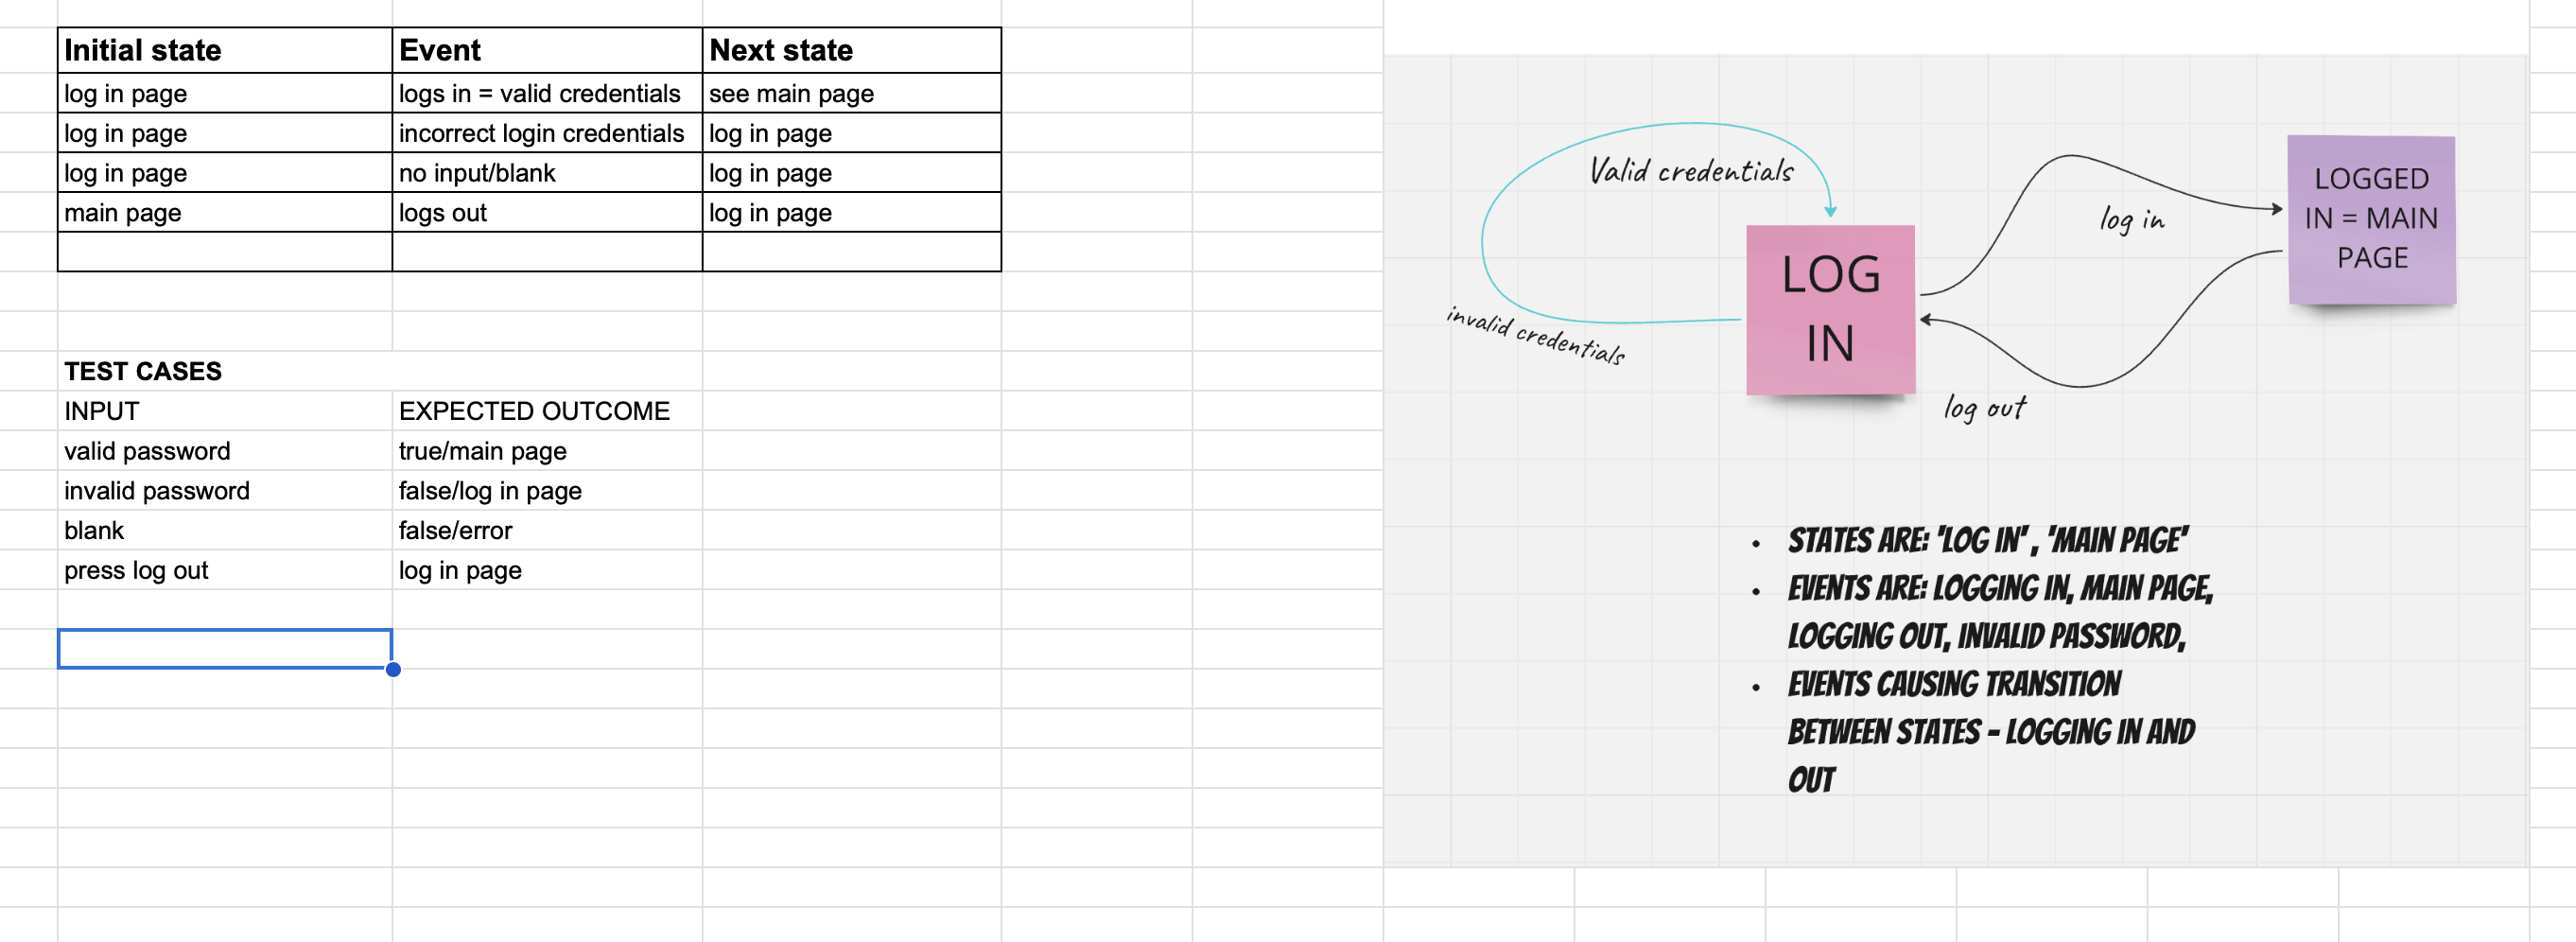 Initial state Event Next state
log in page logs in = valid credentials see main page
log in page incorrect login credentials log in page
log in page no input/blank log in page
main page logs out log in page
TEST CASES
INPUT EXPECTED OUTCOME
valid password true/main page
invalid password false/log in page
blank false/error
press log out log in page
Valid credentials
invalid credentials
LOG
IN
log in
log out
LOGGED
IN = MAIN
PAGE
• STATES ARE: 'LOG IN' , 'MAIN PAGE'
• EVENTS ARE: LOGGING IN, MAIN PAGE,
LOGGING OUT, INVALID PASSWORD,
• EVENTS CAUSING TRANSITION
BETWEEN STATES - LOGGING IN AND
OUT